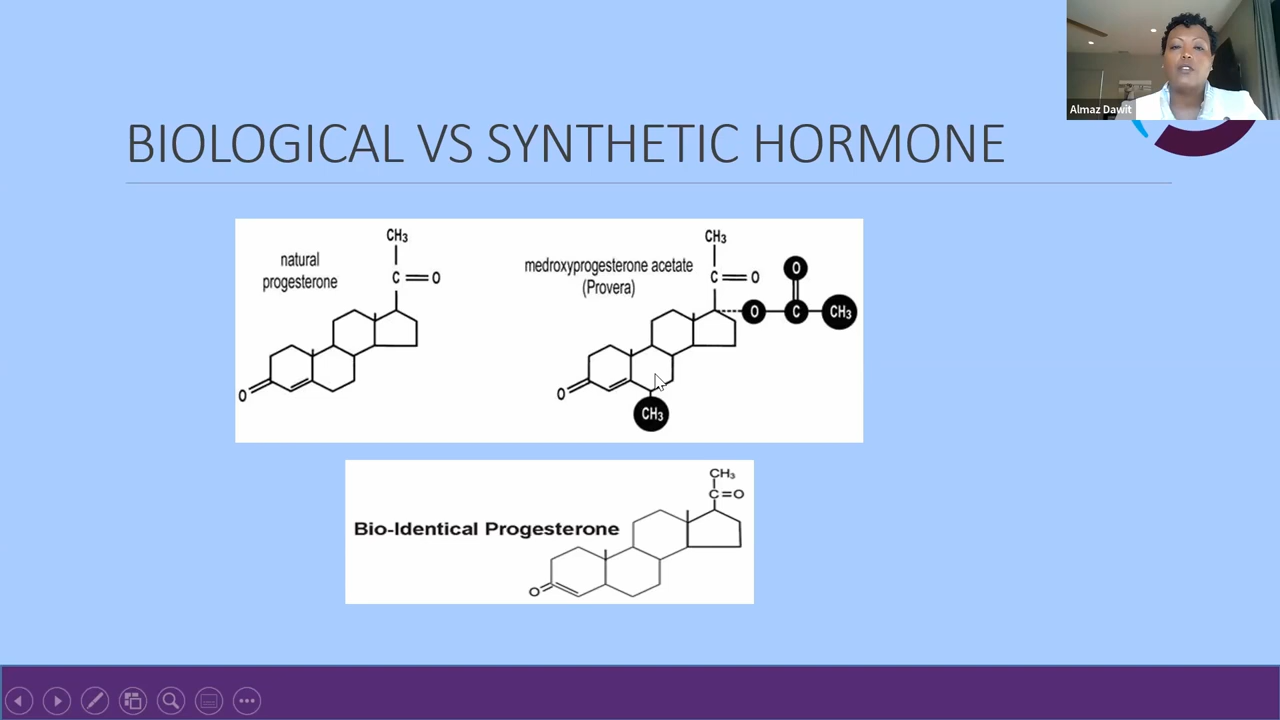 Almaz Dawit
BIOLOGICAL VS SYNTHETIC HORMONE
natural
progesterone
CH3
C
O
O
medroxyprogesterone acetate
(Provera)
CH3
C
O
O
C
CH3
O
O
CH3
Bio-Identical Progesterone
CH3
C=O
O